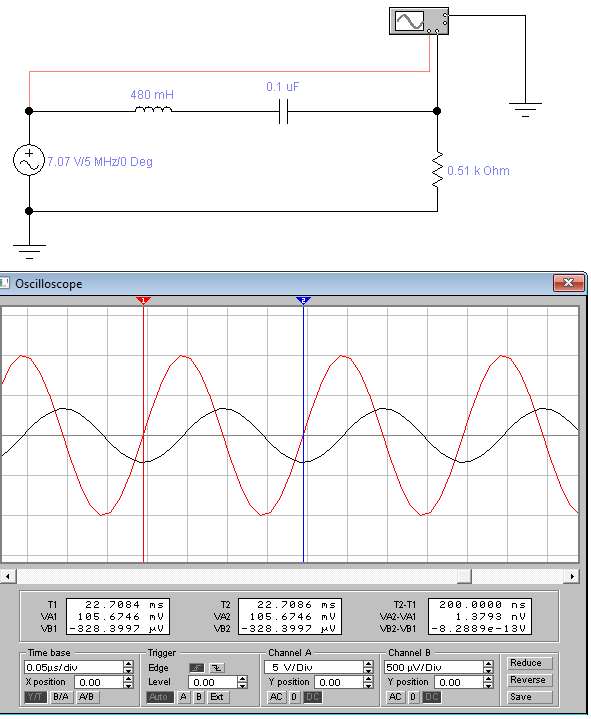 480 mH
0.1 uF
7.07 V/5 MHz/0 Deg
0.51 k Ohm
Oscilloscope
1
2
T1 22.7084 ms T2 22.7086 ms T2-T1 200.0000 ns
VA1 105.6746 mV VA2 105.6746 mV VA2-VA1 1.3793 nV
VB1 -328.3997 µV VB2 -328.3997 µV VB2-VB1 -8.2889e-13V
Time base Trigger Channel A Channel B
0.05µs/div Edge 5 V/Div 500 µV/Div Reduce
X position 0.00 Level 0.00 Y position 0.00 Y position 0.00 Reverse
Y/T B/A A/B Auto A B Ext AC 0 DC AC 0 DC Save